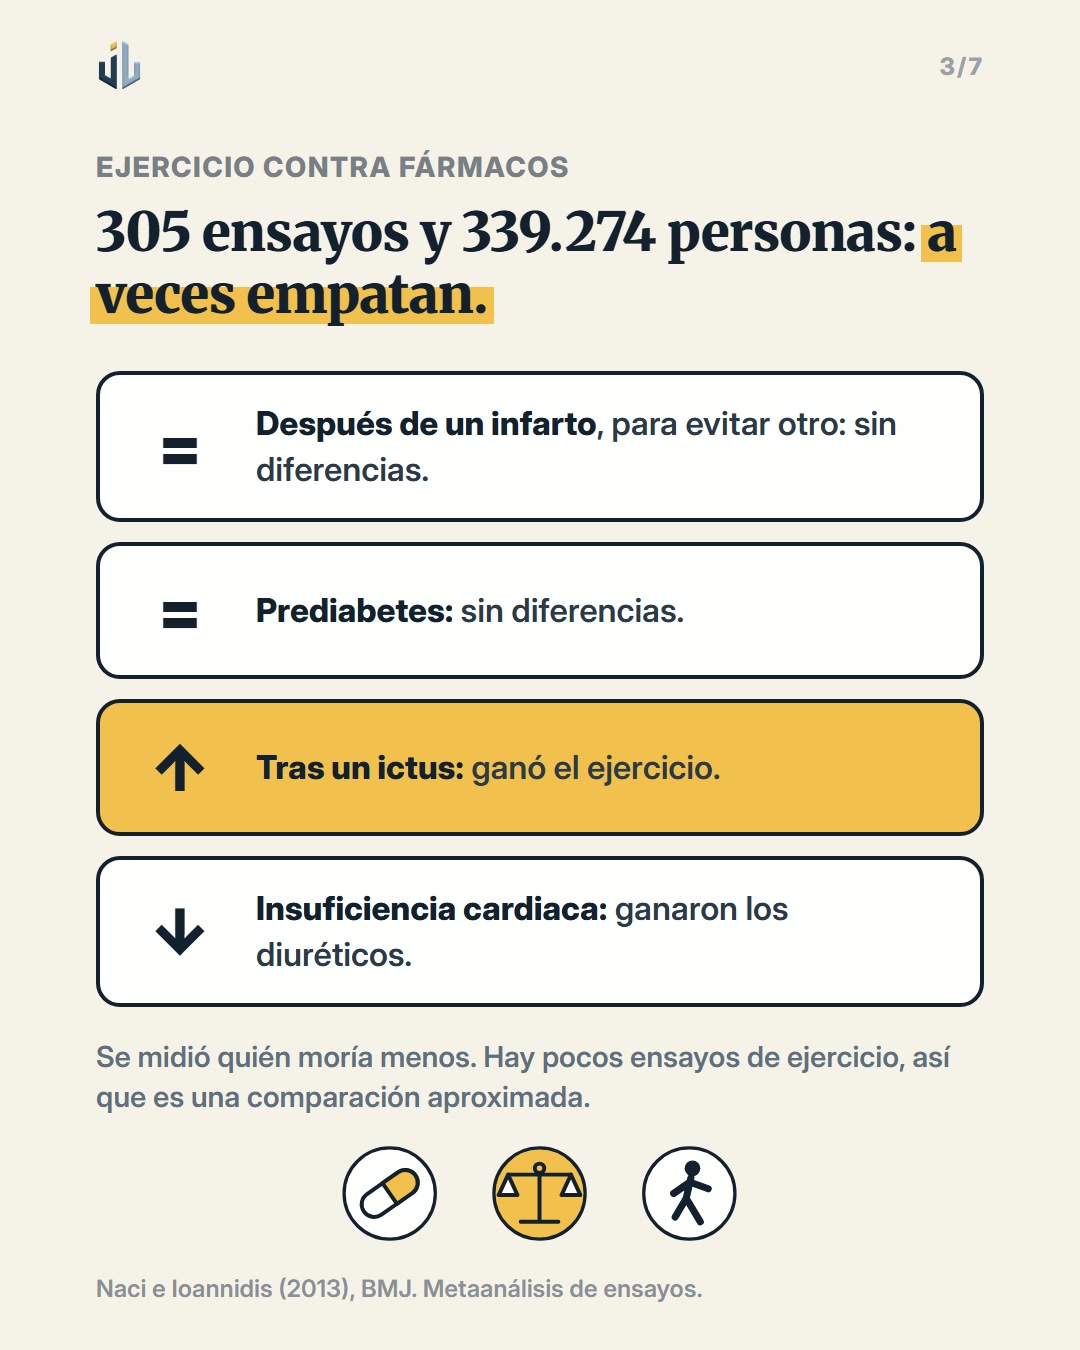 3/7
EJERCICIO CONTRA FÁRMACOS
305 ensayos y 339.274 personas: a
veces empatan.
= Después de un infarto, para evitar otro: sin
diferencias.
= Prediabetes: sin diferencias.
↑ Tras un ictus: ganó el ejercicio.
↓ Insuficiencia cardiaca: ganaron los
diuréticos.
Se midió quién moría menos. Hay pocos ensayos de ejercicio, así
que es una comparación aproximada.
Naci e Ioannidis (2013), BMJ. Metaanálisis de ensayos.